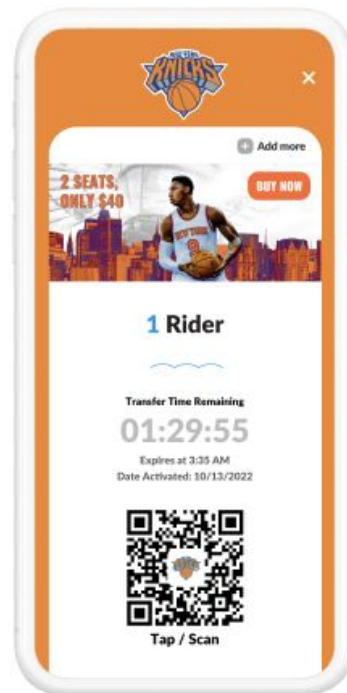 NEW YORK
KNICKS
Add more
2 SEATS,
ONLY $40
BUY NOW
NEW YORK
9
1 Rider
Transfer Time Remaining
01:29:55
Expires at 3:35 AM
Date Activated: 10/13/2022
Tap / Scan